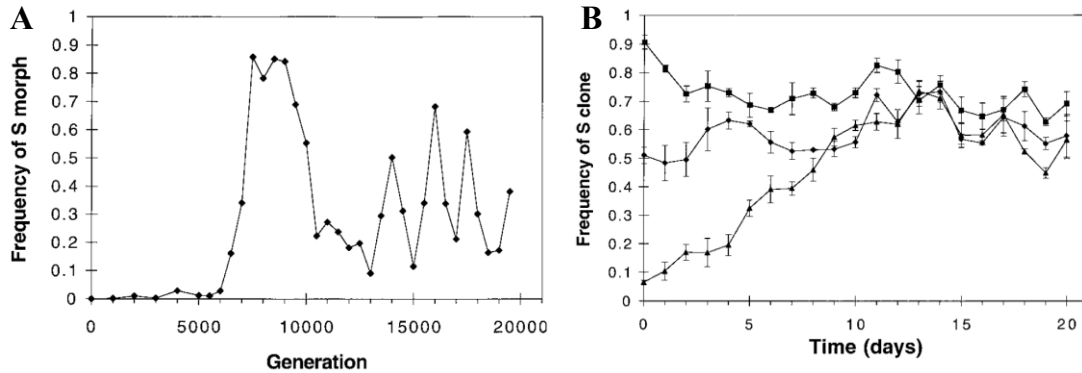 A
Frequency of S morph
1
0.9
0.8
0.7
0.6
0.5
0.4
0.3
0.2
0.1
0
0 5000 10000 15000 20000
Generation
B
Frequency of S clone
1
0.9
0.8
0.7
0.6
0.5
0.4
0.3
0.2
0.1
0
0 5 10 15 20
Time (days)